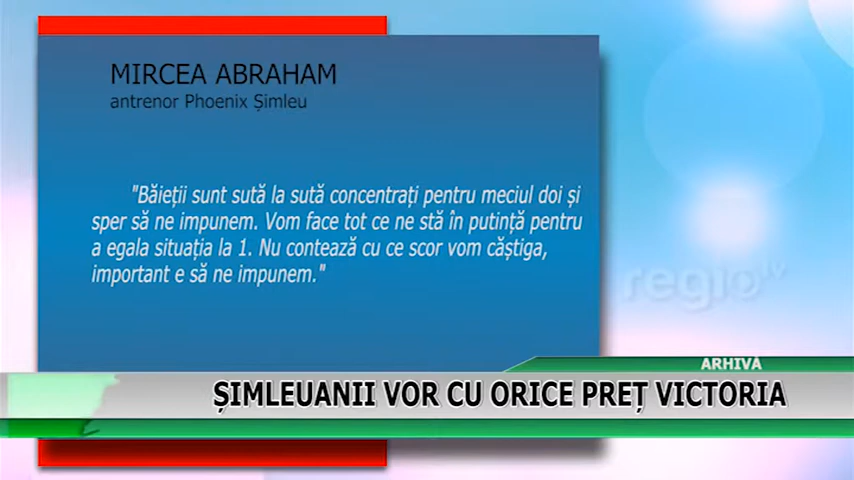 MIRCEA ABRAHAM
antrenor Phoenix Șimleu
"Băieții sunt sută la sută concentrați pentru meciul doi și
sper să ne impunem. Vom face tot ce ne stă în putință pentru
a egala situația la 1. Nu contează cu ce scor vom căștiga,
important e să ne impunem."
regio tv
ARHIVĂ
ȘIMLEUANII VOR CU ORICE PREȚ VICTORIA